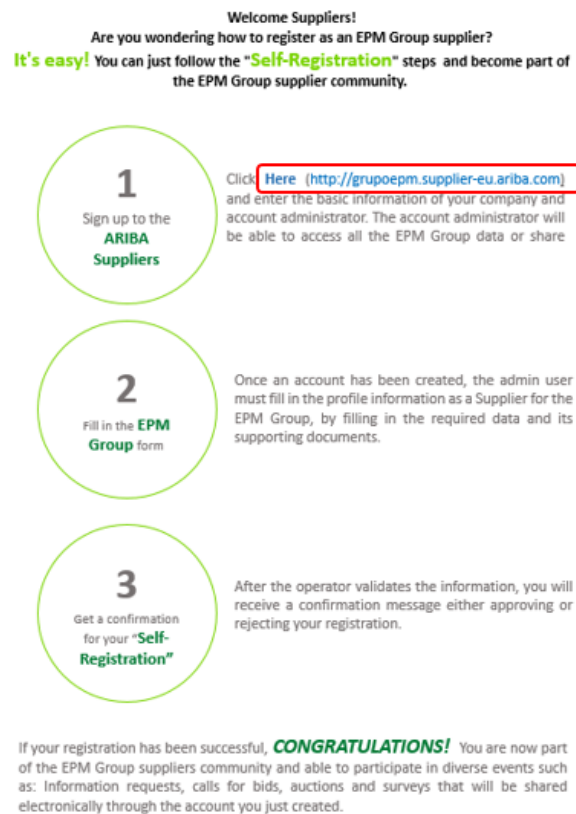 Welcome Suppliers!
Are you wondering how to register as an EPM Group supplier?
It's easy! You can just follow the "Self-Registration" steps and become part of
the EPM Group supplier community.
1
Sign up to the
ARIBA
Suppliers
Click Here (http://grupoepm.supplier-eu.ariba.com)
and enter the basic information of your company and
account administrator. The account administrator will
be able to access all the EPM Group data or share
2
Fill in the EPM
Group form
Once an account has been created, the admin user
must fill in the profile information as a Supplier for the
EPM Group, by filling in the required data and its
supporting documents.
3
Get a confirmation
for your "Self-
Registration"
After the operator validates the information, you will
receive a confirmation message either approving or
rejecting your registration.
If your registration has been successful, CONGRATULATIONS! You are now part
of the EPM Group suppliers community and able to participate in diverse events such
as: Information requests, calls for bids, auctions and surveys that will be shared
electronically through the account you just created.